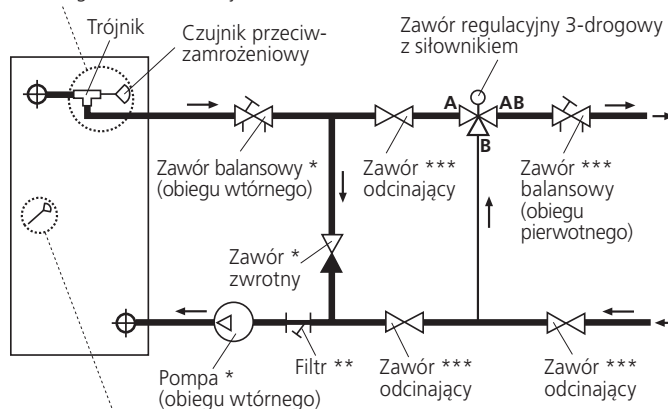 Trójnik
Czujnik przeciw-
zamrożeniowy
Zawór regulacyjny 3-drogowy
z siłownikiem
A
AB
B
Zawór balansowy *
(obiegu wtórnego)
Zawór ***
odcinający
Zawór ***
balansowy
(obiegu
pierwotnego)
Zawór *
zwrotny
Pompa *
(obiegu wtórnego)
Filtr **
Zawór ***
odcinający
Zawór ***
odcinający